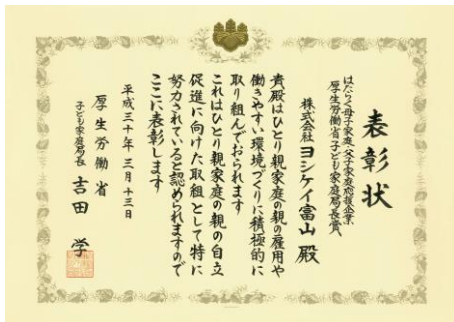 表彰状
はたらく母子家庭・父子家庭応援企業
厚生労働省子ども家庭局長賞
株式会社ヨシケイ富山 殿
貴殿はひとり親家庭の親の雇用や
働きやすい環境づくりに積極的に
取り組んでおられます
これはひとり親家庭の親の自立
促進に向けた取組として特に
努力されていると認められますので
ここに表彰します
平成三十年三月十三日
厚生労働省
子ども家庭局長 吉田 学